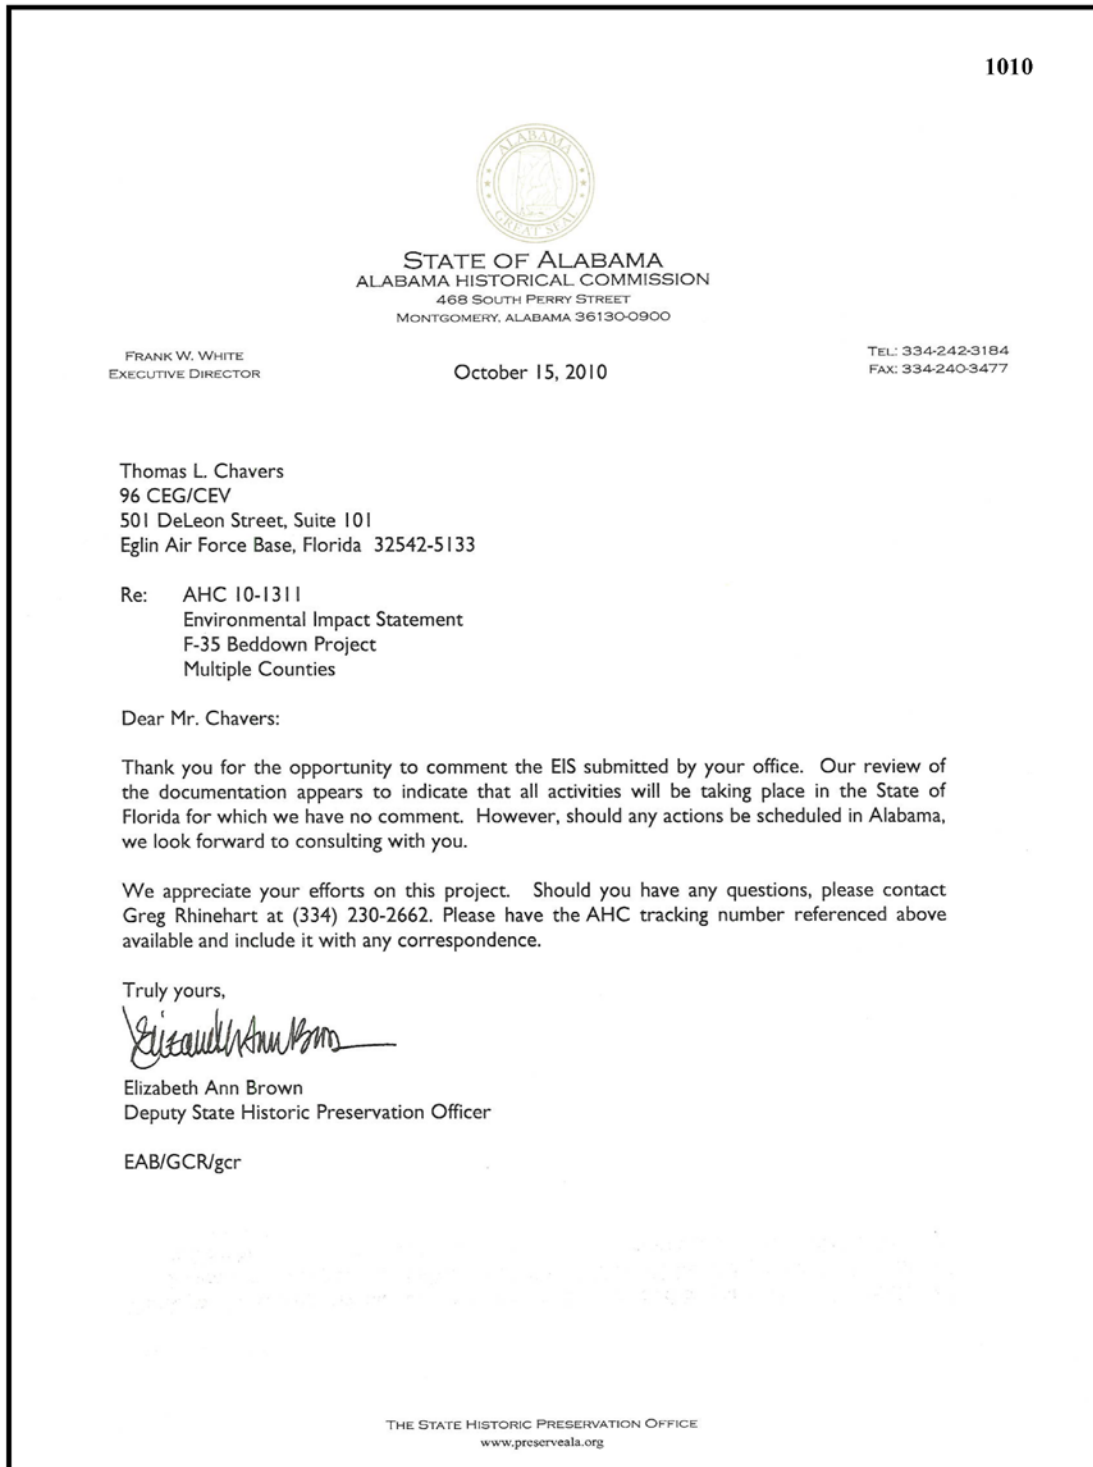 1010
ALABAMA
GREAT SEAL
STATE OF ALABAMA
ALABAMA HISTORICAL COMMISSION
468 SOUTH PERRY STREET
MONTGOMERY, ALABAMA 36130-0900
FRANK W. WHITE
EXECUTIVE DIRECTOR
October 15, 2010
TEL: 334-242-3184
FAX: 334-240-3477
Thomas L. Chavers
96 CEG/CEV
501 DeLeon Street, Suite 101
Eglin Air Force Base, Florida 32542-5133
Re: AHC 10-1311
Environmental Impact Statement
F-35 Beddown Project
Multiple Counties
Dear Mr. Chavers:
Thank you for the opportunity to comment the EIS submitted by your office. Our review of
the documentation appears to indicate that all activities will be taking place in the State of
Florida for which we have no comment. However, should any actions be scheduled in Alabama,
we look forward to consulting with you.
We appreciate your efforts on this project. Should you have any questions, please contact
Greg Rhinehart at (334) 230-2662. Please have the AHC tracking number referenced above
available and include it with any correspondence.
Truly yours,
Elizabeth Ann Brown
Elizabeth Ann Brown
Deputy State Historic Preservation Officer
EAB/GCR/gcr
THE STATE HISTORIC PRESERVATION OFFICE
www.preserveala.org